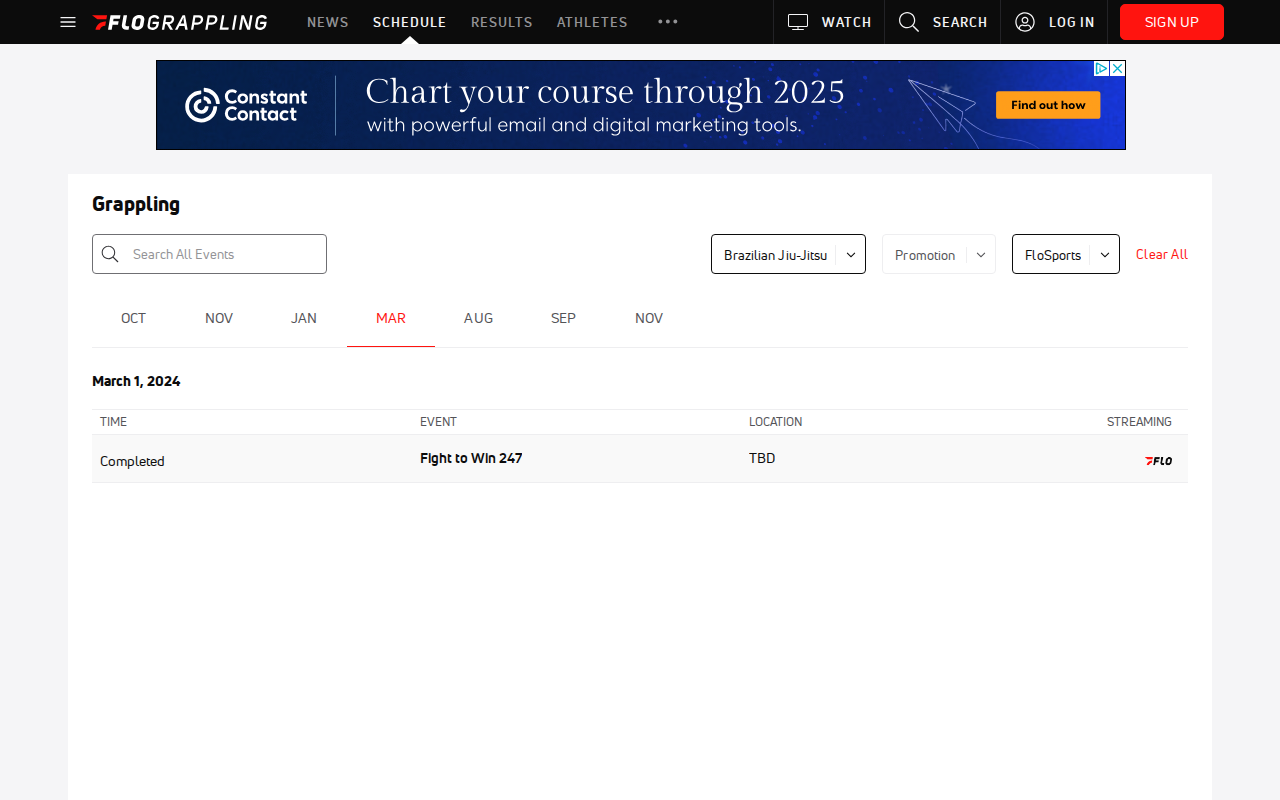 FLOGRAPPLING NEWS SCHEDULE RESULTS ATHLETES ••• WATCH SEARCH LOG IN SIGN UP
Constant Contact
Chart your course through 2025
with powerful email and digital marketing tools.
Find out how
Grappling
Search All Events Brazilian Jiu-Jitsu Promotion FloSports Clear All
OCT NOV JAN MAR AUG SEP NOV
March 1, 2024
TIME EVENT LOCATION STREAMING
Completed Fight to Win 247 TBD FLO